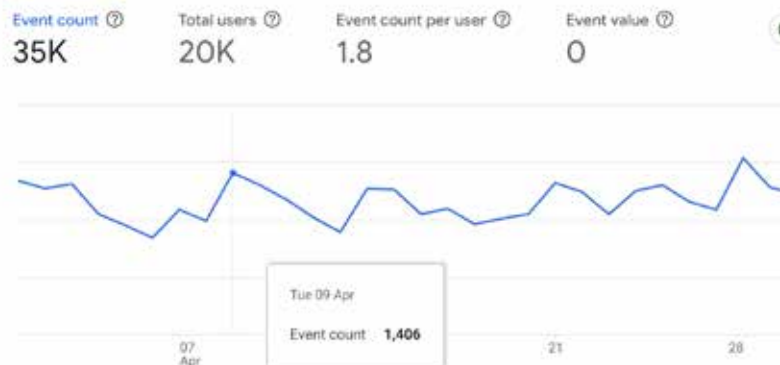 Event count Total users Event count per user Event value
35K 20K 1.8 0
Tue 09 Apr
Event count 1,406
07 21 28
Apr